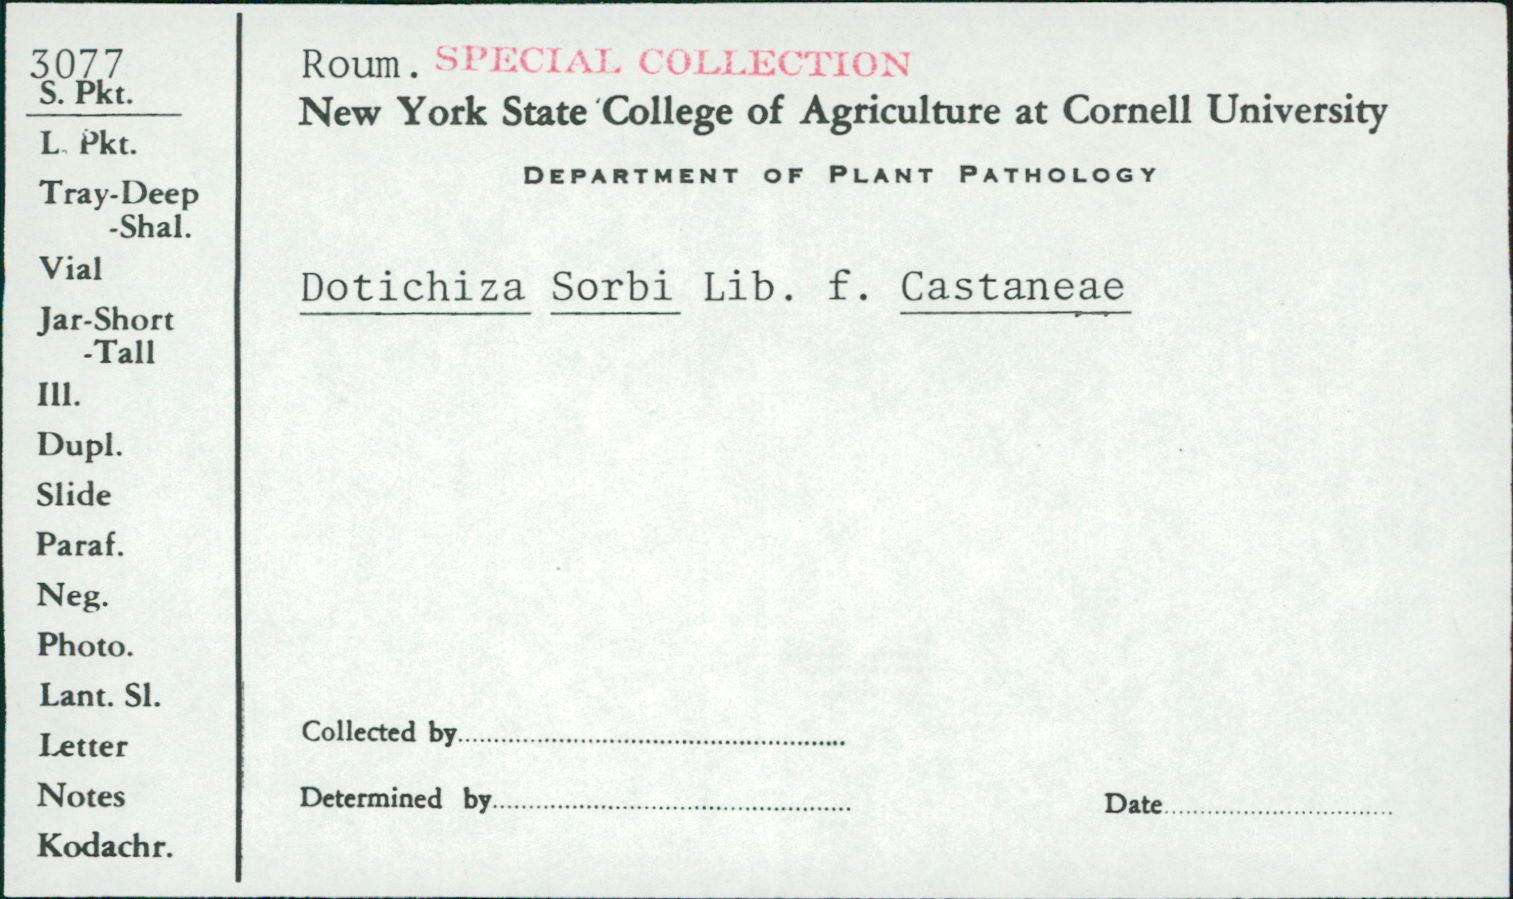 3077
S. Pkt.
L. Pkt.
Tray-Deep
-Shal.
Vial
Jar-Short
-Tall
Ill.
Dupl.
Slide
Paraf.
Neg.
Photo.
Lant. Sl.
Letter
Notes
Kodachr.
Roum. SPECIAL COLLECTION
New York State College of Agriculture at Cornell University
DEPARTMENT OF PLANT PATHOLOGY
Dotichiza Sorbi Lib. f. Castaneae
Collected by
Determined by
Date